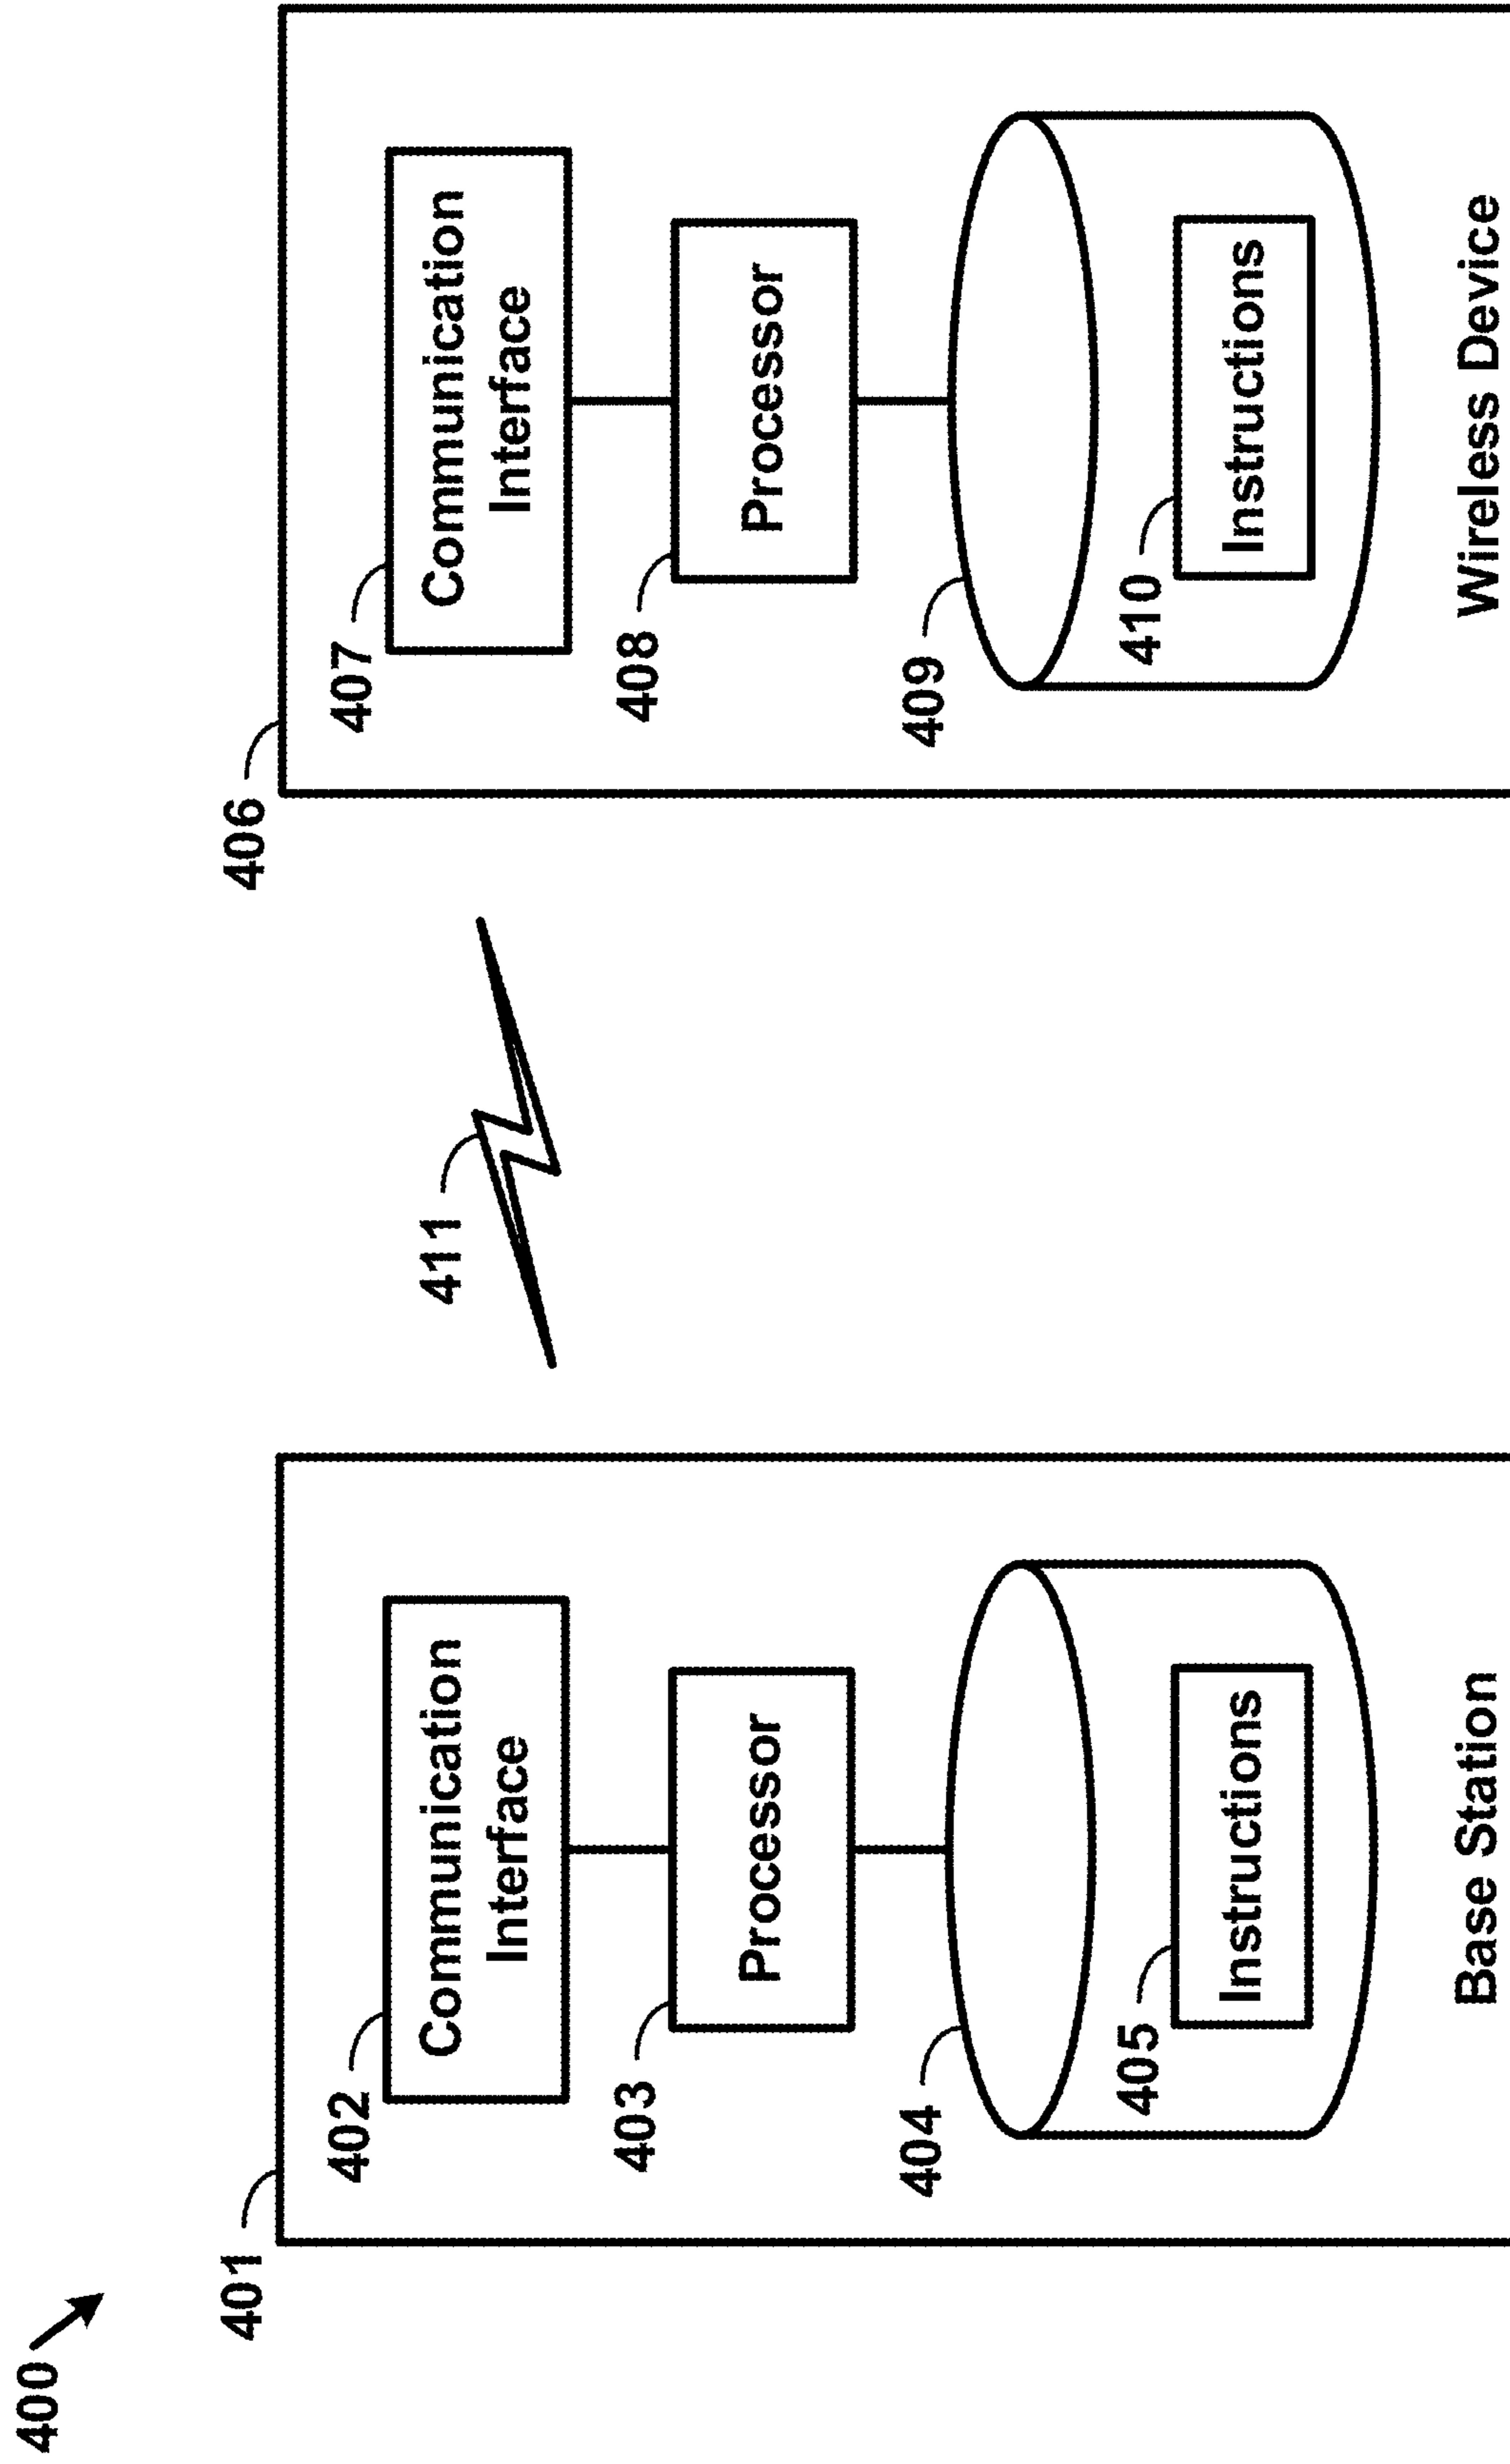 400
401
402
Communication
Interface
403
Processor
404
405
Instructions
Base Station
411
406
407
Communication
Interface
408
Processor
409
410
Instructions
Wireless Device